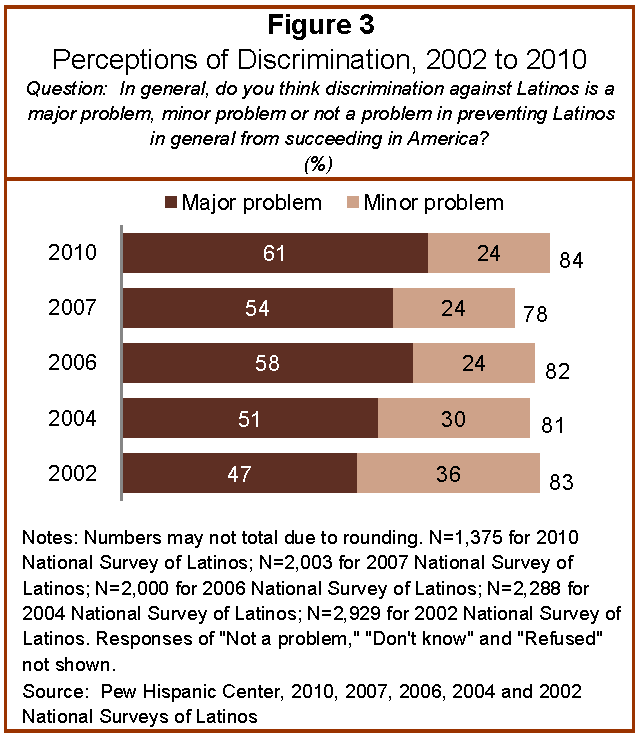 Figure 3
Perceptions of Discrimination, 2002 to 2010
Question:  In general, do you think discrimination against Latinos is a
major problem, minor problem or not a problem in preventing Latinos
in general from succeeding in America?
(%)
Major problem Minor problem
2010 61 24 84
2007 54 24 78
2006 58 24 82
2004 51 30 81
2002 47 36 83
Notes: Numbers may not total due to rounding. N=1,375 for 2010
National Survey of Latinos; N=2,003 for 2007 National Survey of
Latinos; N=2,000 for 2006 National Survey of Latinos; N=2,288 for
2004 National Survey of Latinos; N=2,929 for 2002 National Survey of
Latinos. Responses of "Not a problem," "Don't know" and "Refused"
not shown.
Source:  Pew Hispanic Center, 2010, 2007, 2006, 2004 and 2002
National Surveys of Latinos